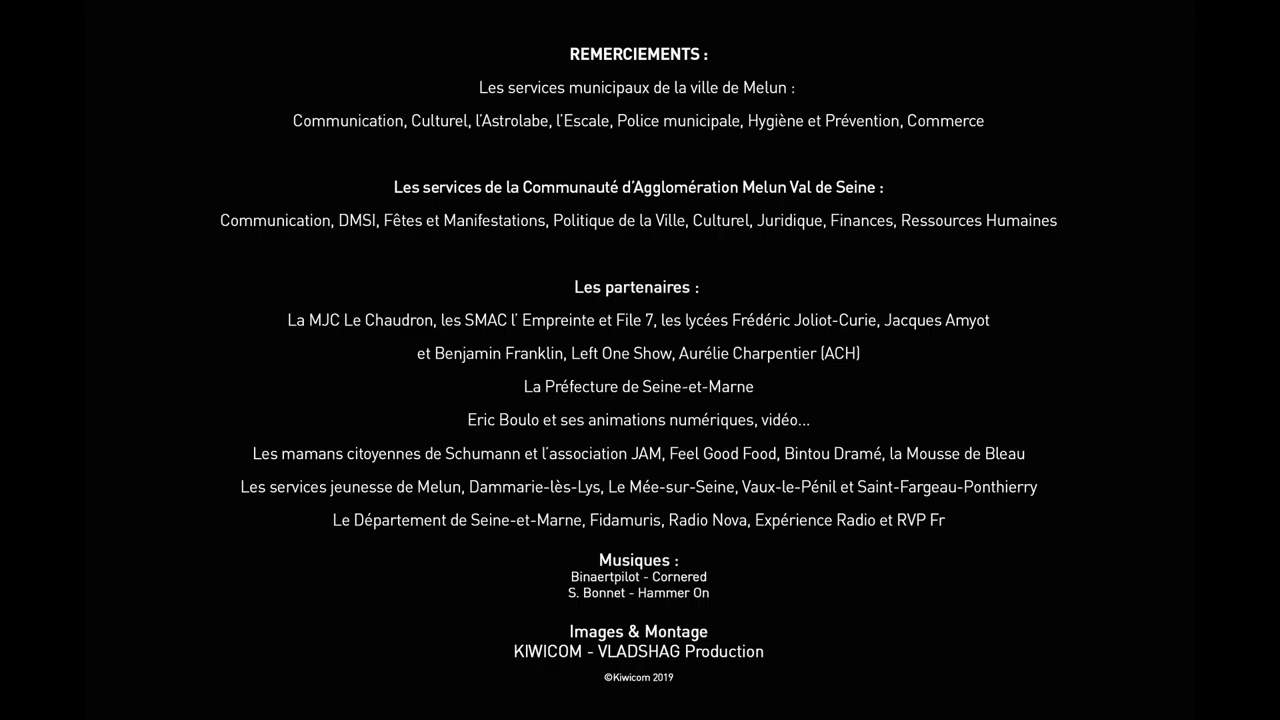 REMERCIEMENTS :
Les services municipaux de la ville de Melun :
Communication, Culturel, l'Astrolabe, l'Escale, Police municipale, Hygiène et Prévention, Commerce
Les services de la Communauté d'Agglomération Melun Val de Seine :
Communication, DMSI, Fêtes et Manifestations, Politique de la Ville, Culturel, Juridique, Finances, Ressources Humaines
Les partenaires :
La MJC Le Chaudron, les SMAC l' Empreinte et File 7, les lycées Frédéric Joliot-Curie, Jacques Amyot
et Benjamin Franklin, Left One Show, Aurélie Charpentier (ACH)
La Préfecture de Seine-et-Marne
Eric Boulo et ses animations numériques, vidéo...
Les mamans citoyennes de Schumann et l'association JAM, Feel Good Food, Bintou Dramé, la Mousse de Bleau
Les services jeunesse de Melun, Dammarie-lès-Lys, Le Mée-sur-Seine, Vaux-le-Pénil et Saint-Fargeau-Ponthierry
Le Département de Seine-et-Marne, Fidamuris, Radio Nova, Expérience Radio et RVP Fr
Musiques :
Binaertpilot - Cornered
S. Bonnet - Hammer On
Images & Montage
KIWICOM - VLADSHAG Production
©Kiwicom 2019